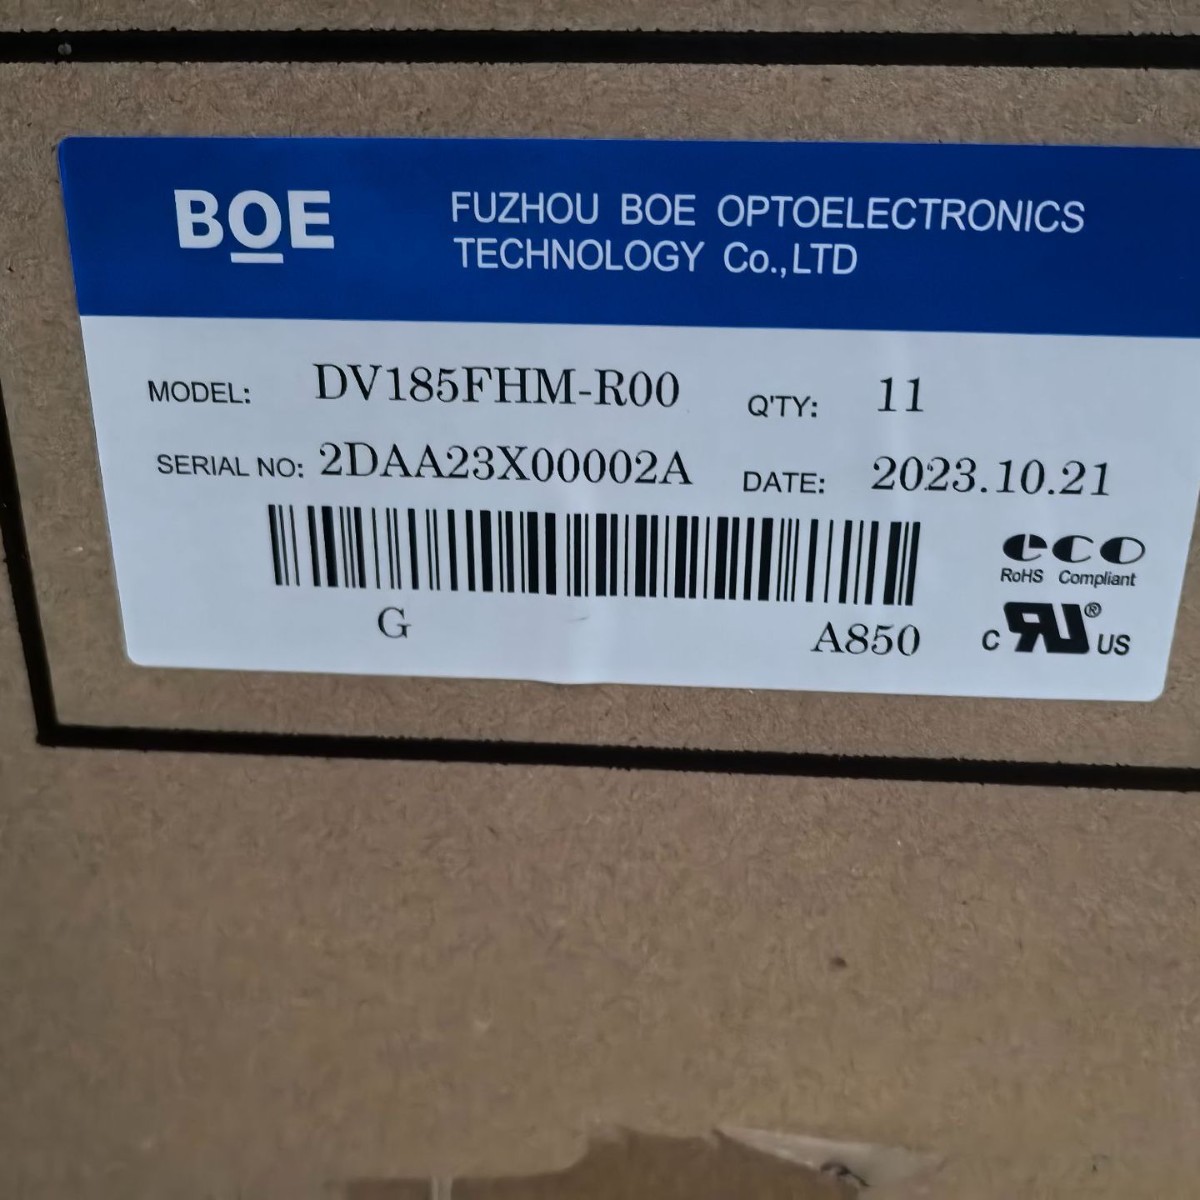 BOE
FUZHOU BOE OPTOELECTRONICS
TECHNOLOGY Co.,LTD
MODEL: DV185FHM-R00 Q'TY: 11
SERIAL NO: 2DAA23X00002A DATE: 2023.10.21
eco
RoHS Compliant
G A850
c RU® US